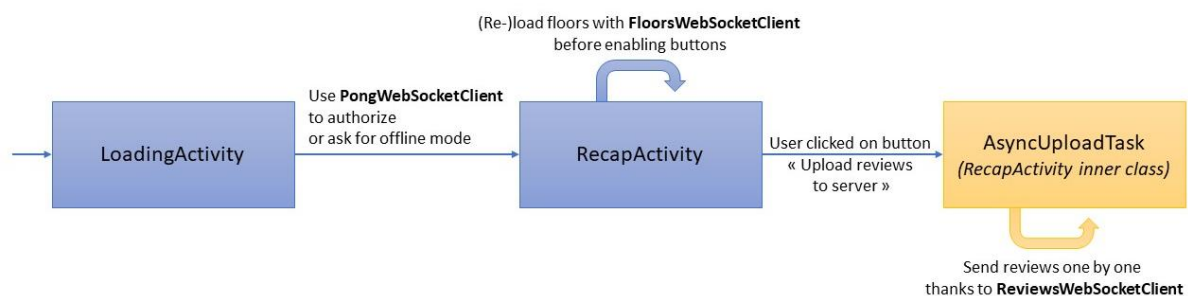 (Re-)load floors with FloorsWebSocketClient
before enabling buttons
Use PongWebSocketClient
to authorize
or ask for offline mode
LoadingActivity
RecapActivity
User clicked on button
« Upload reviews
to server »
AsyncUploadTask
(RecapActivity inner class)
Send reviews one by one
thanks to ReviewsWebSocketClient